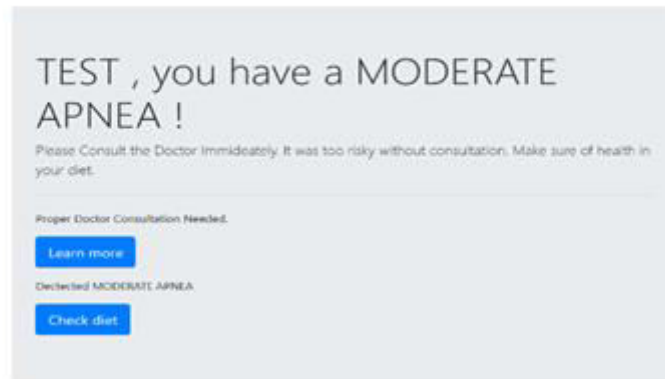 TEST , you have a MODERATE
APNEA !
Please Consult the Doctor Immideately. It was too risky without consultation. Make sure of health in
your diet.
Proper Doctor Consultation Needed.
Learn more
Dectected MODERATE APNEA
Check diet